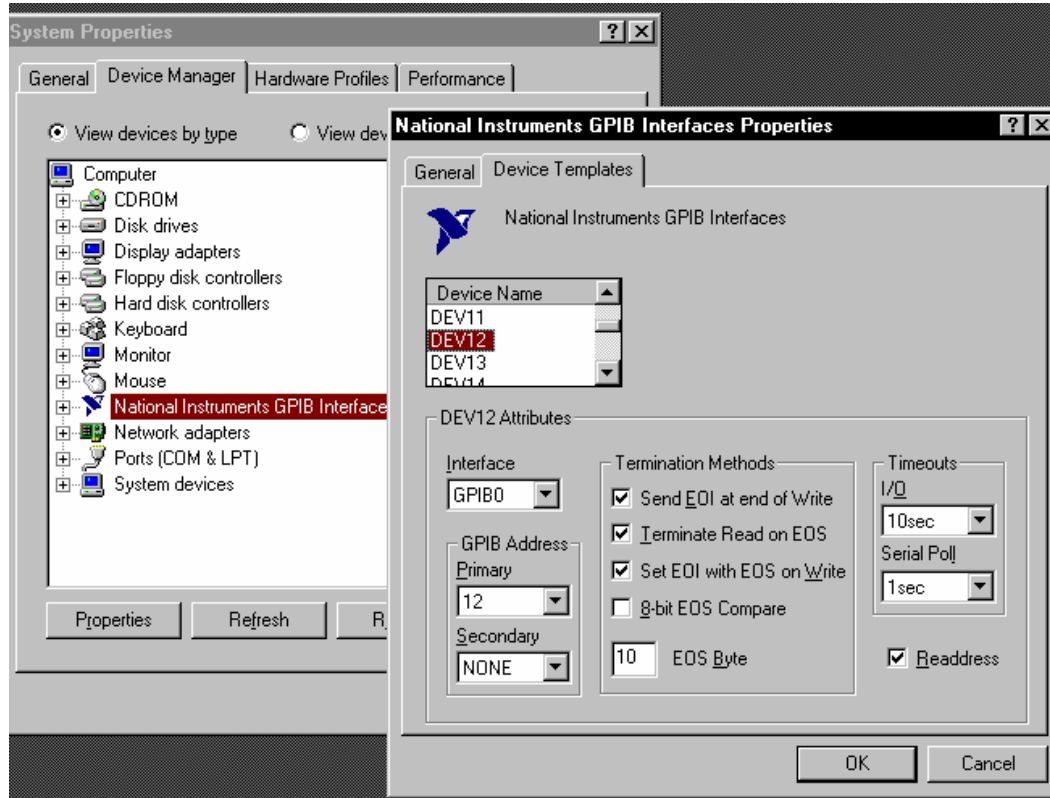 System Properties
General Device Manager Hardware Profiles Performance
View devices by type View dev
Computer
CDROM
Disk drives
Display adapters
Floppy disk controllers
Hard disk controllers
Keyboard
Monitor
Mouse
National Instruments GPIB Interface
Network adapters
Ports (COM & LPT)
System devices
Properties Refresh R
National Instruments GPIB Interfaces Properties
General Device Templates
National Instruments GPIB Interfaces
Device Name
DEV11
DEV12
DEV13
DEV14
DEV12 Attributes
Interface
GPIB0
GPIB Address
Primary
12
Secondary
NONE
Termination Methods
Send EOI at end of Write
Terminate Read on EOS
Set EOI with EOS on Write
8-bit EOS Compare
10 EOS Byte
Timeouts
I/O
10sec
Serial Poll
1sec
Readdress
OK Cancel